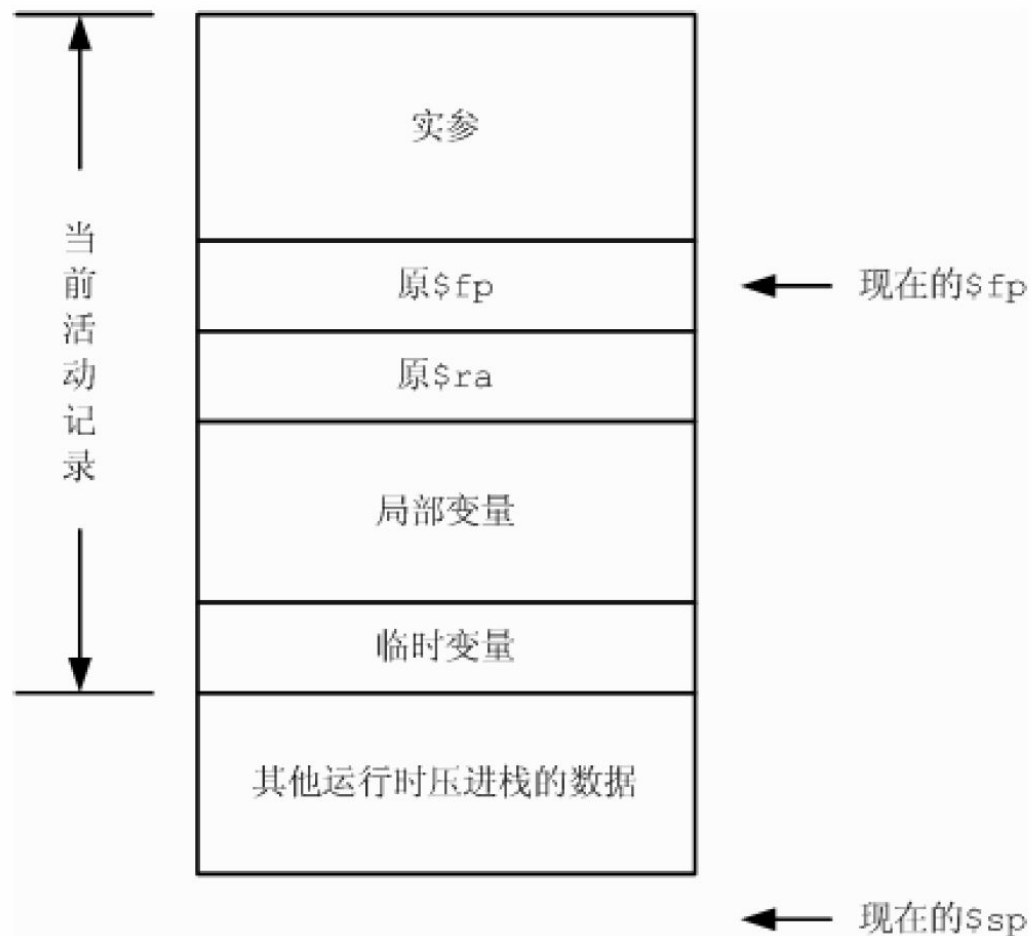 实参
当前活动记录
原$fp
现在的$fp
原$ra
局部变量
临时变量
其他运行时压进栈的数据
现在的$sp